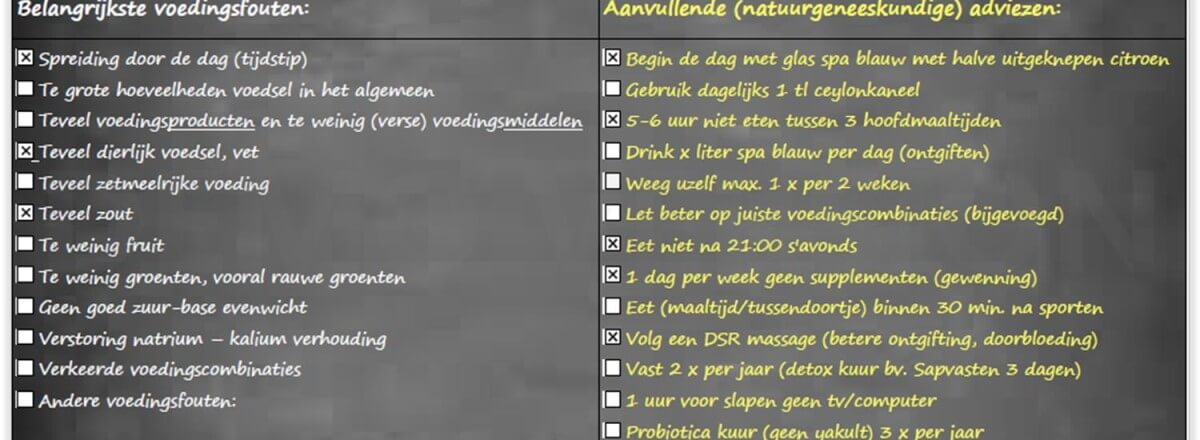 Belangrijkste voedingsfouten:
☒ Spreiding door de dag (tijdstip)
☐ Te grote hoeveelheden voedsel in het algemeen
☐ Teveel voedingsproducten en te weinig (verse) voedingsmiddelen
☒ Teveel dierlijk voedsel, vet
☐ Teveel zetmeelrijke voeding
☒ Teveel zout
☐ Te weinig fruit
☐ Te weinig groenten, vooral rauwe groenten
☐ Geen goed zuur-base evenwicht
☐ Verstoring natrium – kalium verhouding
☐ Verkeerde voedingscombinaties
☐ Andere voedingsfouten:
Aanvullende (natuurgeneeskundige) adviezen:
☒ Begin de dag met glas spa blauw met halve uitgeknepen citroen
☐ Gebruik dagelijks 1 tl ceylonkaneel
☒ 5-6 uur niet eten tussen 3 hoofdmaaltijden
☐ Drink x liter spa blauw per dag (ontgiften)
☐ Weeg uzelf max. 1 x per 2 weken
☐ Let beter op juiste voedingscombinaties (bijgevoegd)
☒ Eet niet na 21:00 s'avonds
☒ 1 dag per week geen supplementen (gewenning)
☐ Eet (maaltijd/tussendoortje) binnen 30 min. na sporten
☒ Volg een DSR massage (betere ontgifting, doorbloeding)
☐ Vast 2 x per jaar (detox kuur bv. Sapvasten 3 dagen)
☐ 1 uur voor slapen geen tv/computer
☐ Probiotica kuur (geen yakult) 3 x per jaar